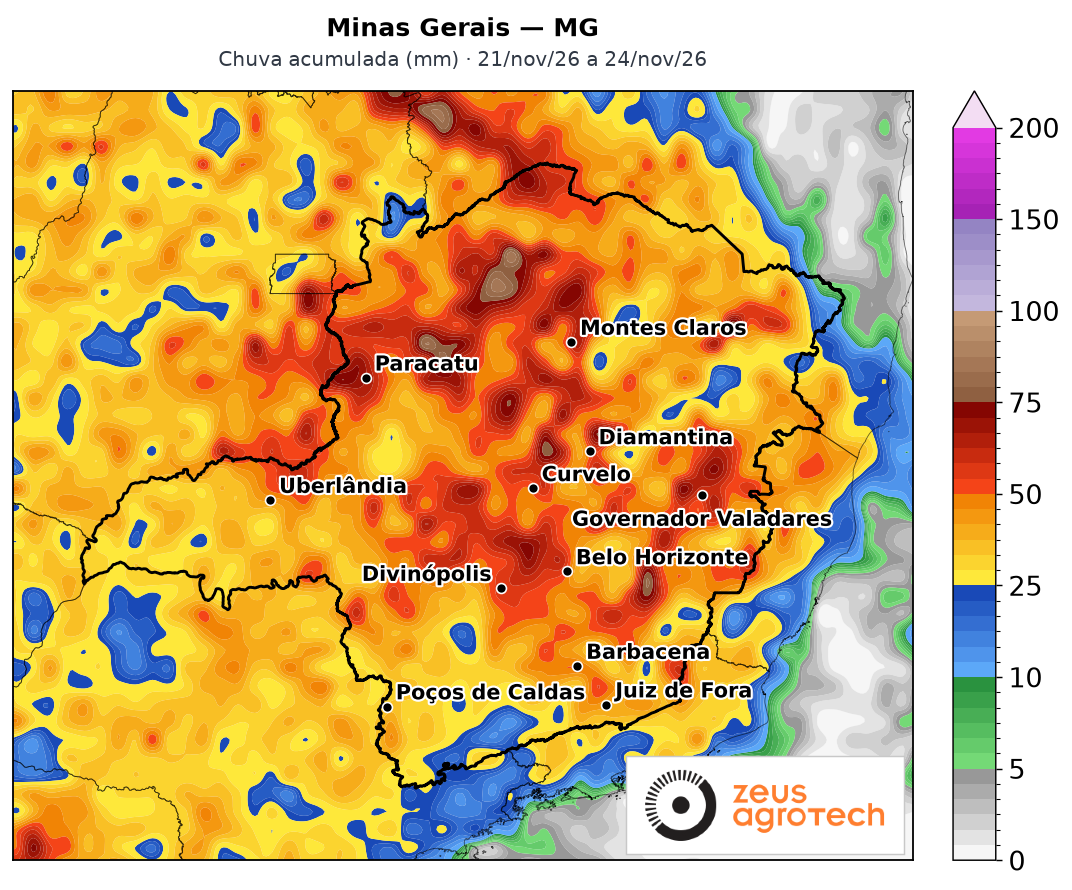 Minas Gerais — MG
Chuva acumulada (mm) · 21/nov/26 a 24/nov/26
200
150
100
75
50
25
10
5
0
Montes Claros
Paracatu
Diamantina
Curvelo
Uberlândia
Governador Valadares
Belo Horizonte
Divinópolis
Barbacena
Poços de Caldas
Juiz de Fora
zeus
agroTech